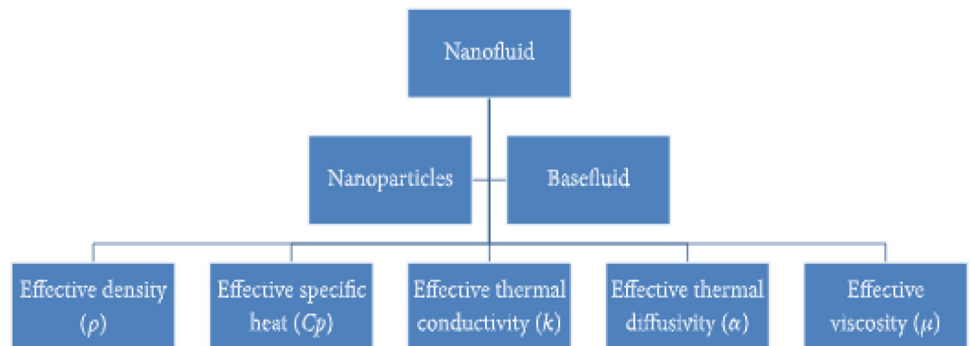 Nanofluid
Nanoparticles
Basefluid
Effective density
(ρ)
Effective specific
heat (Cp)
Effective thermal
conductivity (k)
Effective thermal
diffusivity (α)
Effective
viscosity (μ)